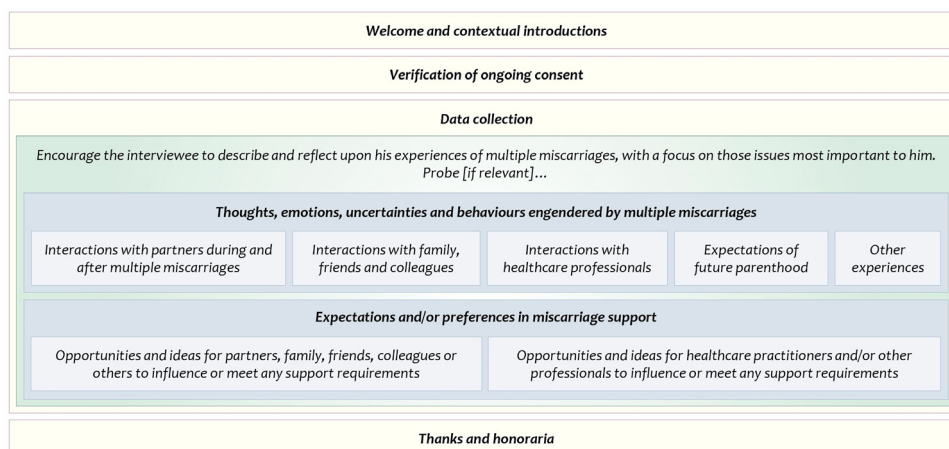 Welcome and contextual introductions
Verification of ongoing consent
Data collection
Encourage the interviewee to describe and reflect upon his experiences of multiple miscarriages, with a focus on those issues most important to him.
Probe [if relevant]...
Thoughts, emotions, uncertainties and behaviours engendered by multiple miscarriages
Interactions with partners during and
after multiple miscarriages
Interactions with family,
friends and colleagues
Interactions with
healthcare professionals
Expectations of
future parenthood
Other
experiences
Expectations and/or preferences in miscarriage support
Opportunities and ideas for partners, family, friends, colleagues or
others to influence or meet any support requirements
Opportunities and ideas for healthcare practitioners and/or other
professionals to influence or meet any support requirements
Thanks and honoraria